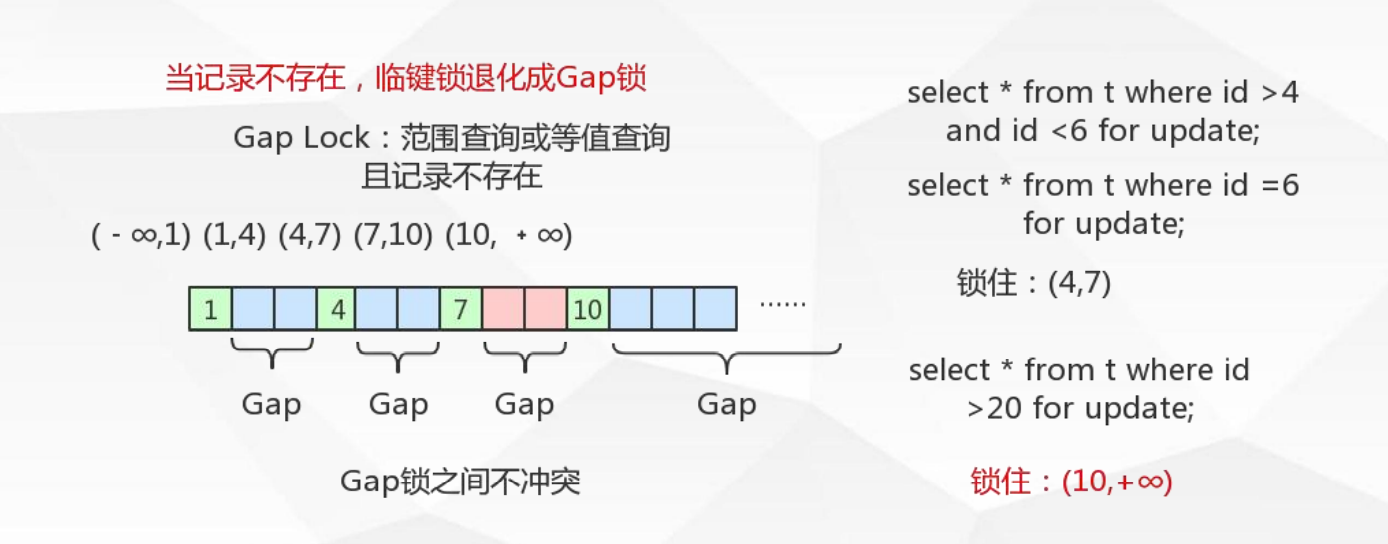 当记录不存在，临键锁退化成Gap锁
Gap Lock：范围查询或等值查询
且记录不存在
( - ∞,1) (1,4) (4,7) (7,10) (10, + ∞)
1 4 7 10 ……
Gap Gap Gap Gap
Gap锁之间不冲突
select * from t where id >4
and id <6 for update;
select * from t where id =6
for update;
锁住：(4,7)
select * from t where id
>20 for update;
锁住：(10,+∞)